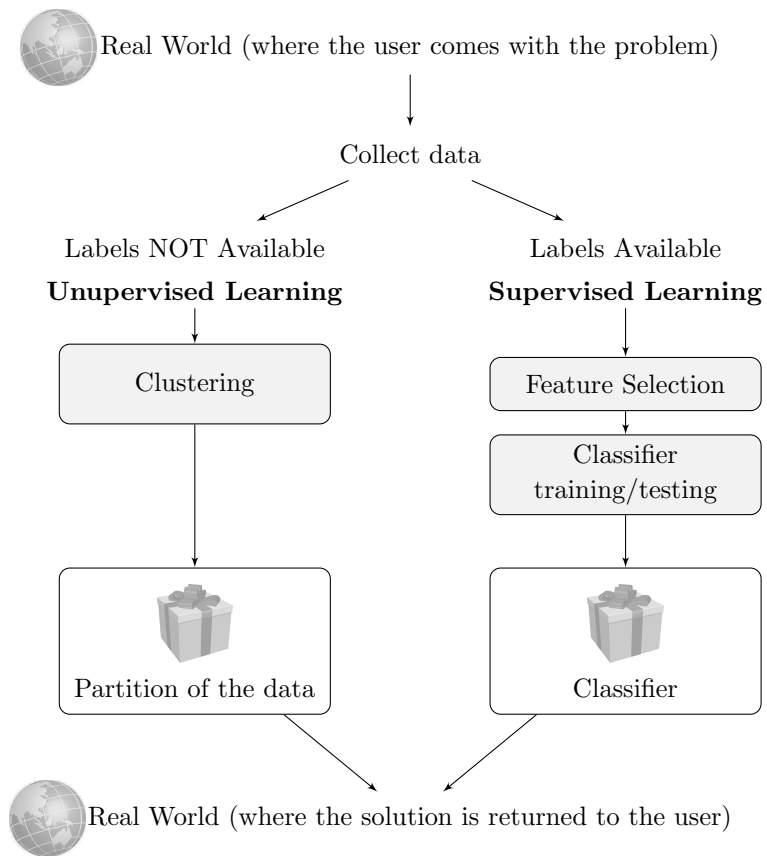 Real World (where the user comes with the problem)
Collect data
Labels NOT Available
Unupervised Learning
Clustering
Partition of the data
Labels Available
Supervised Learning
Feature Selection
Classifier
training/testing
Classifier
Real World (where the solution is returned to the user)